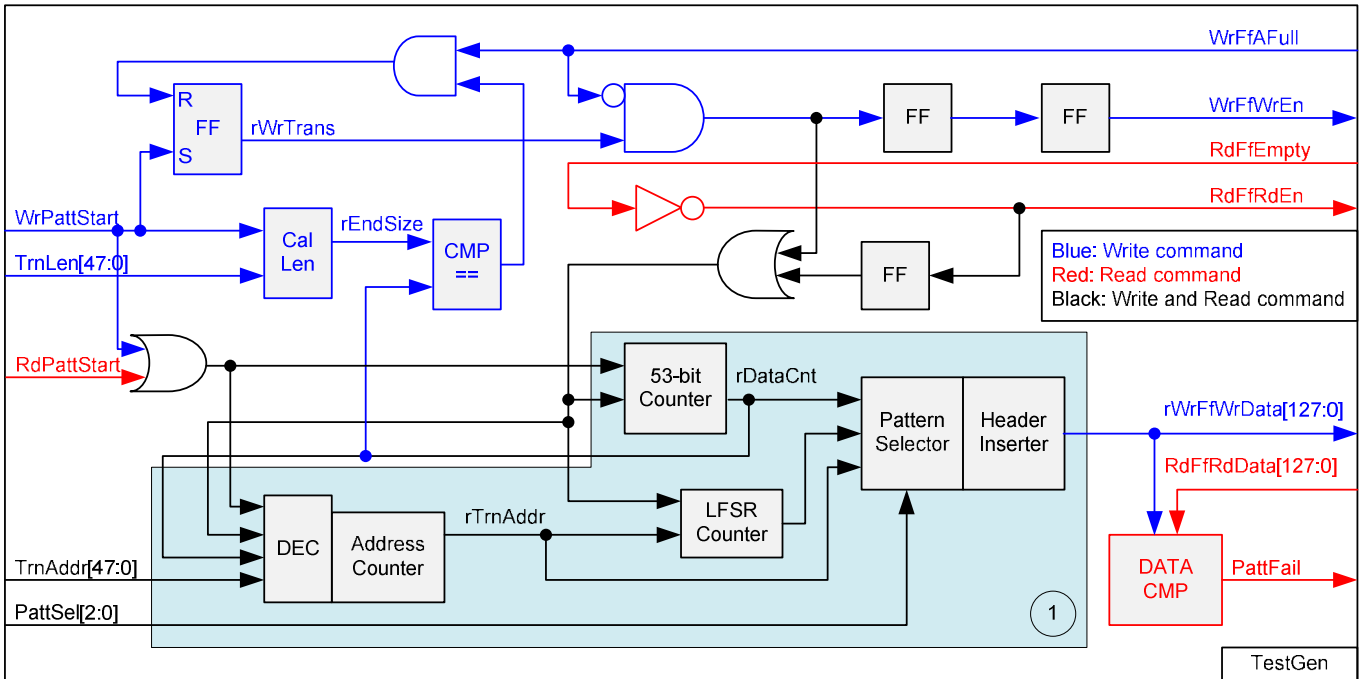 WrFfAFull
R
FF
S
rWrTrans
FF
FF
WrFfWrEn
RdFfEmpty
RdFfRdEn
WrPattStart
TrnLen[47:0]
Cal
Len
rEndSize
CMP
==
FF
Blue: Write command
Red: Read command
Black: Write and Read command
RdPattStart
53-bit
Counter
rDataCnt
Pattern
Selector
Header
Inserter
rWrFfWrData[127:0]
RdFfRdData[127:0]
LFSR
Counter
rTrnAddr
DEC
Address
Counter
TrnAddr[47:0]
PattSel[2:0]
DATA
CMP
PattFail
1
TestGen